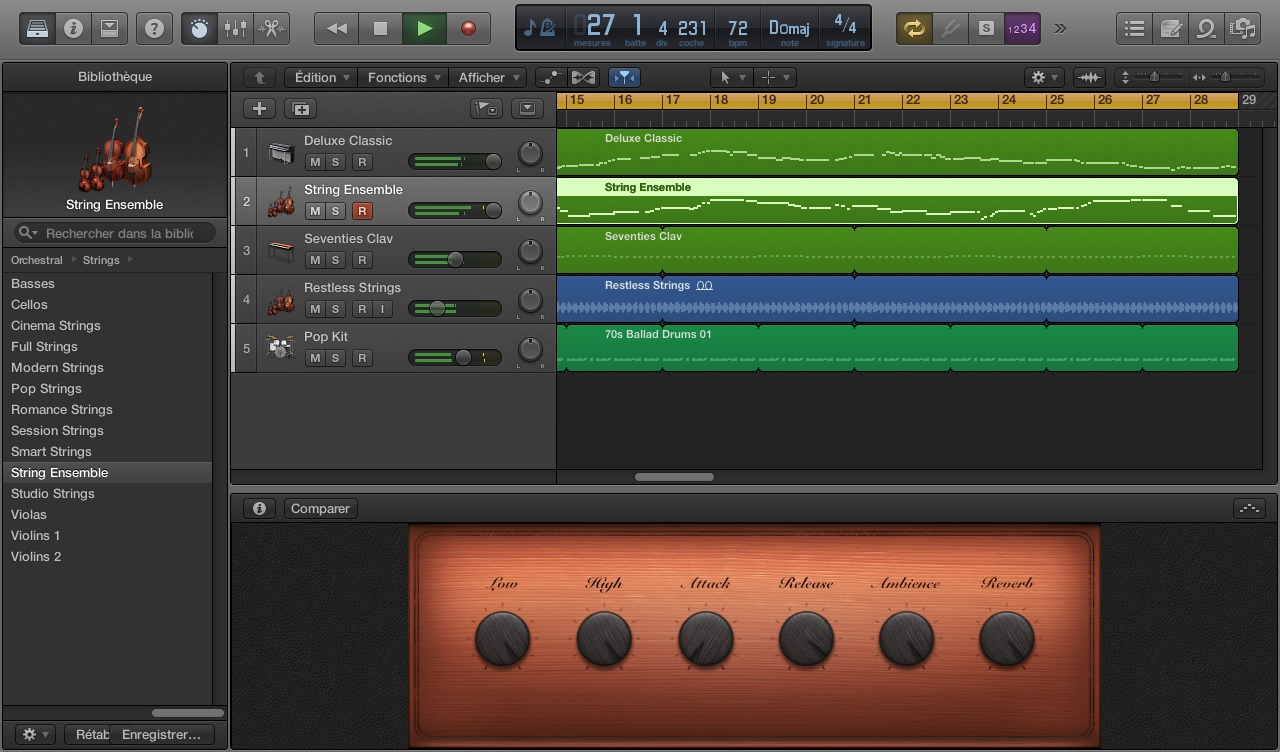 27 1 4 231 72 Domaj 4/4
mesures batte div coche bpm note signature
S 1234
Bibliothèque
String Ensemble
Rechercher dans la biblic
Orchestral Strings
Basses
Cellos
Cinema Strings
Full Strings
Modern Strings
Pop Strings
Romance Strings
Session Strings
Smart Strings
String Ensemble
Studio Strings
Violas
Violins 1
Violins 2
Rétab Enregistrer...
Édition Fonctions Afficher
15 16 17 18 19 20 21 22 23 24 25 26 27 28 29
1 Deluxe Classic
M S R L R
Deluxe Classic
2 String Ensemble
M S R L R
String Ensemble
3 Seventies Clav
M S R L R
Seventies Clav
4 Restless Strings
M S R I L R
Restless Strings
5 Pop Kit
M S R L R
70s Ballad Drums 01
Comparer
Low High Attack Release Ambience Reverb